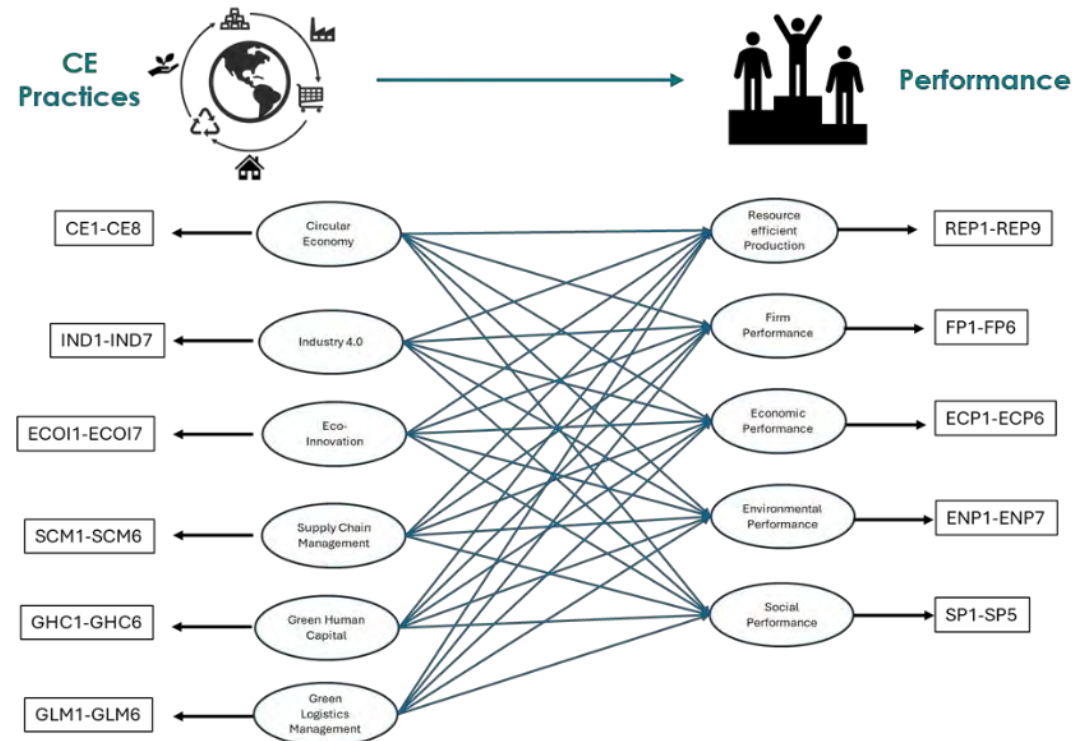 CE
Practices
Performance
CE1-CE8
Circular
Economy
Resource
efficient
Production
REP1-REP9
IND1-IND7
Industry 4.0
Firm
Performance
FP1-FP6
ECOI1-ECOI7
Eco-
Innovation
Economic
Performance
ECP1-ECP6
SCM1-SCM6
Supply Chain
Management
Environmental
Performance
ENP1-ENP7
GHC1-GHC6
Green Human
Capital
Social
Performance
SP1-SP5
GLM1-GLM6
Green
Logistics
Management